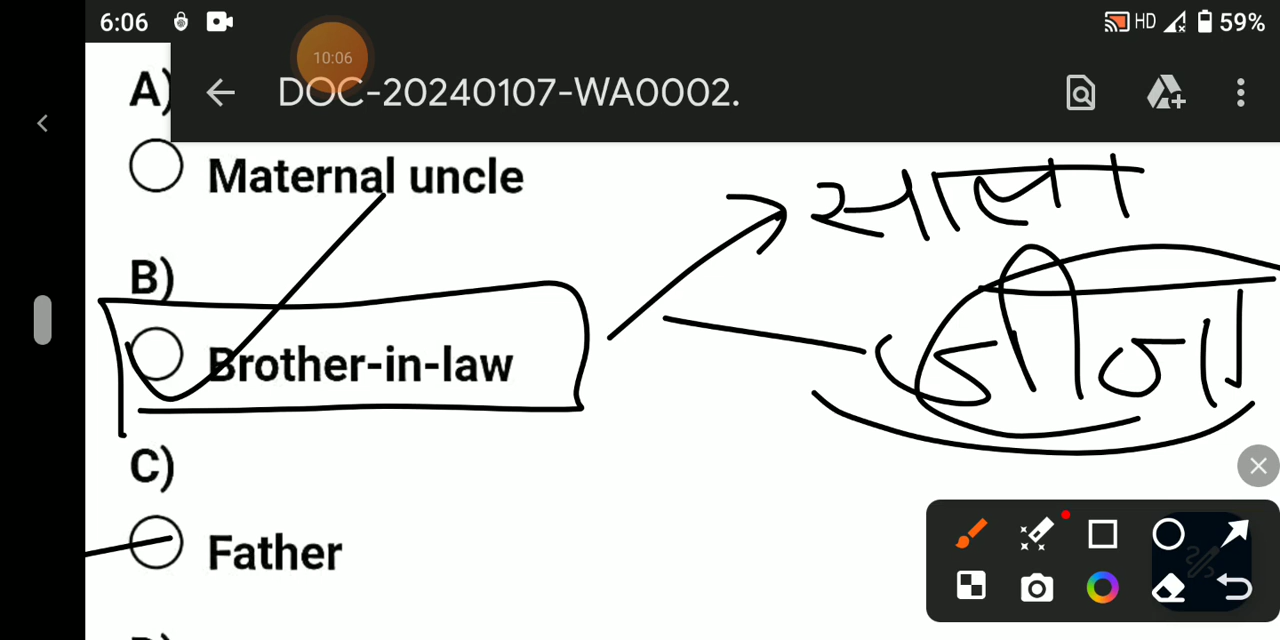 6:06 HD 59%
10:06
DOC-20240107-WA0002.
A)
Maternal uncle
साला
B)
Brother-in-law
C)
Father